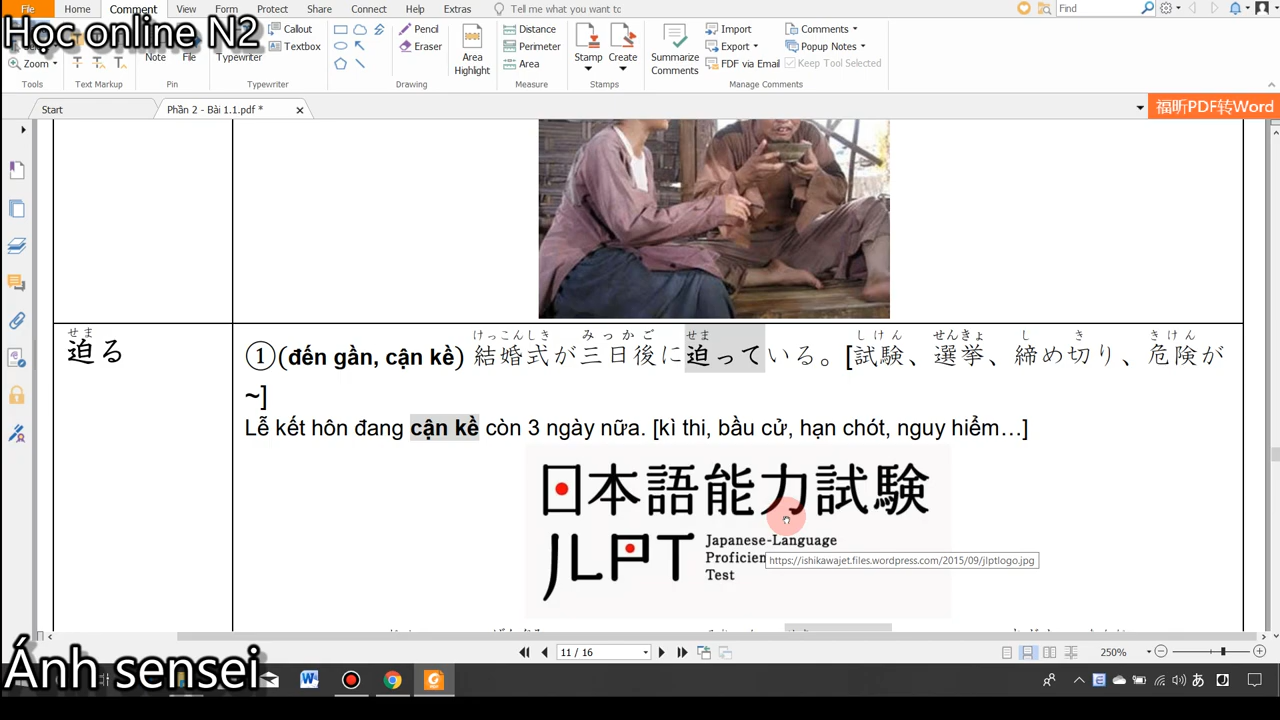 File Home Comment View Form Protect Share Connect Help Extras Tell me what you want tc Find
Học online N2
Callout Pencil Distance Import Comments
Textbox Eraser Perimeter Export Popup Notes
Zoom Typewriter Note File Area Highlight Area Stamp Create Summarize Comments FDF via Email Keep Tool Selected
Tools Text Markup Pin Typewriter Drawing Measure Stamps Manage Comments
Start Phần 2 - Bài 1.1.pdf * 福昕PDF转Word
せま
迫る
けっこんしき みっかご せま しけん せんきょ し き きけん
①(đến gần, cận kề) 結婚式が三日後に迫っている。[試験、選挙、締め切り、危険が
~]
Lễ kết hôn đang cận kề còn 3 ngày nữa. [kì thi, bầu cử, hạn chót, nguy hiểm…]
日本語能力試験
JLPT
Japanese-Language
Proficien
Test
https://ishikawajet.files.wordpress.com/2015/09/jlptlogo.jpg
11 / 16 250%
Ánh sensei
あ